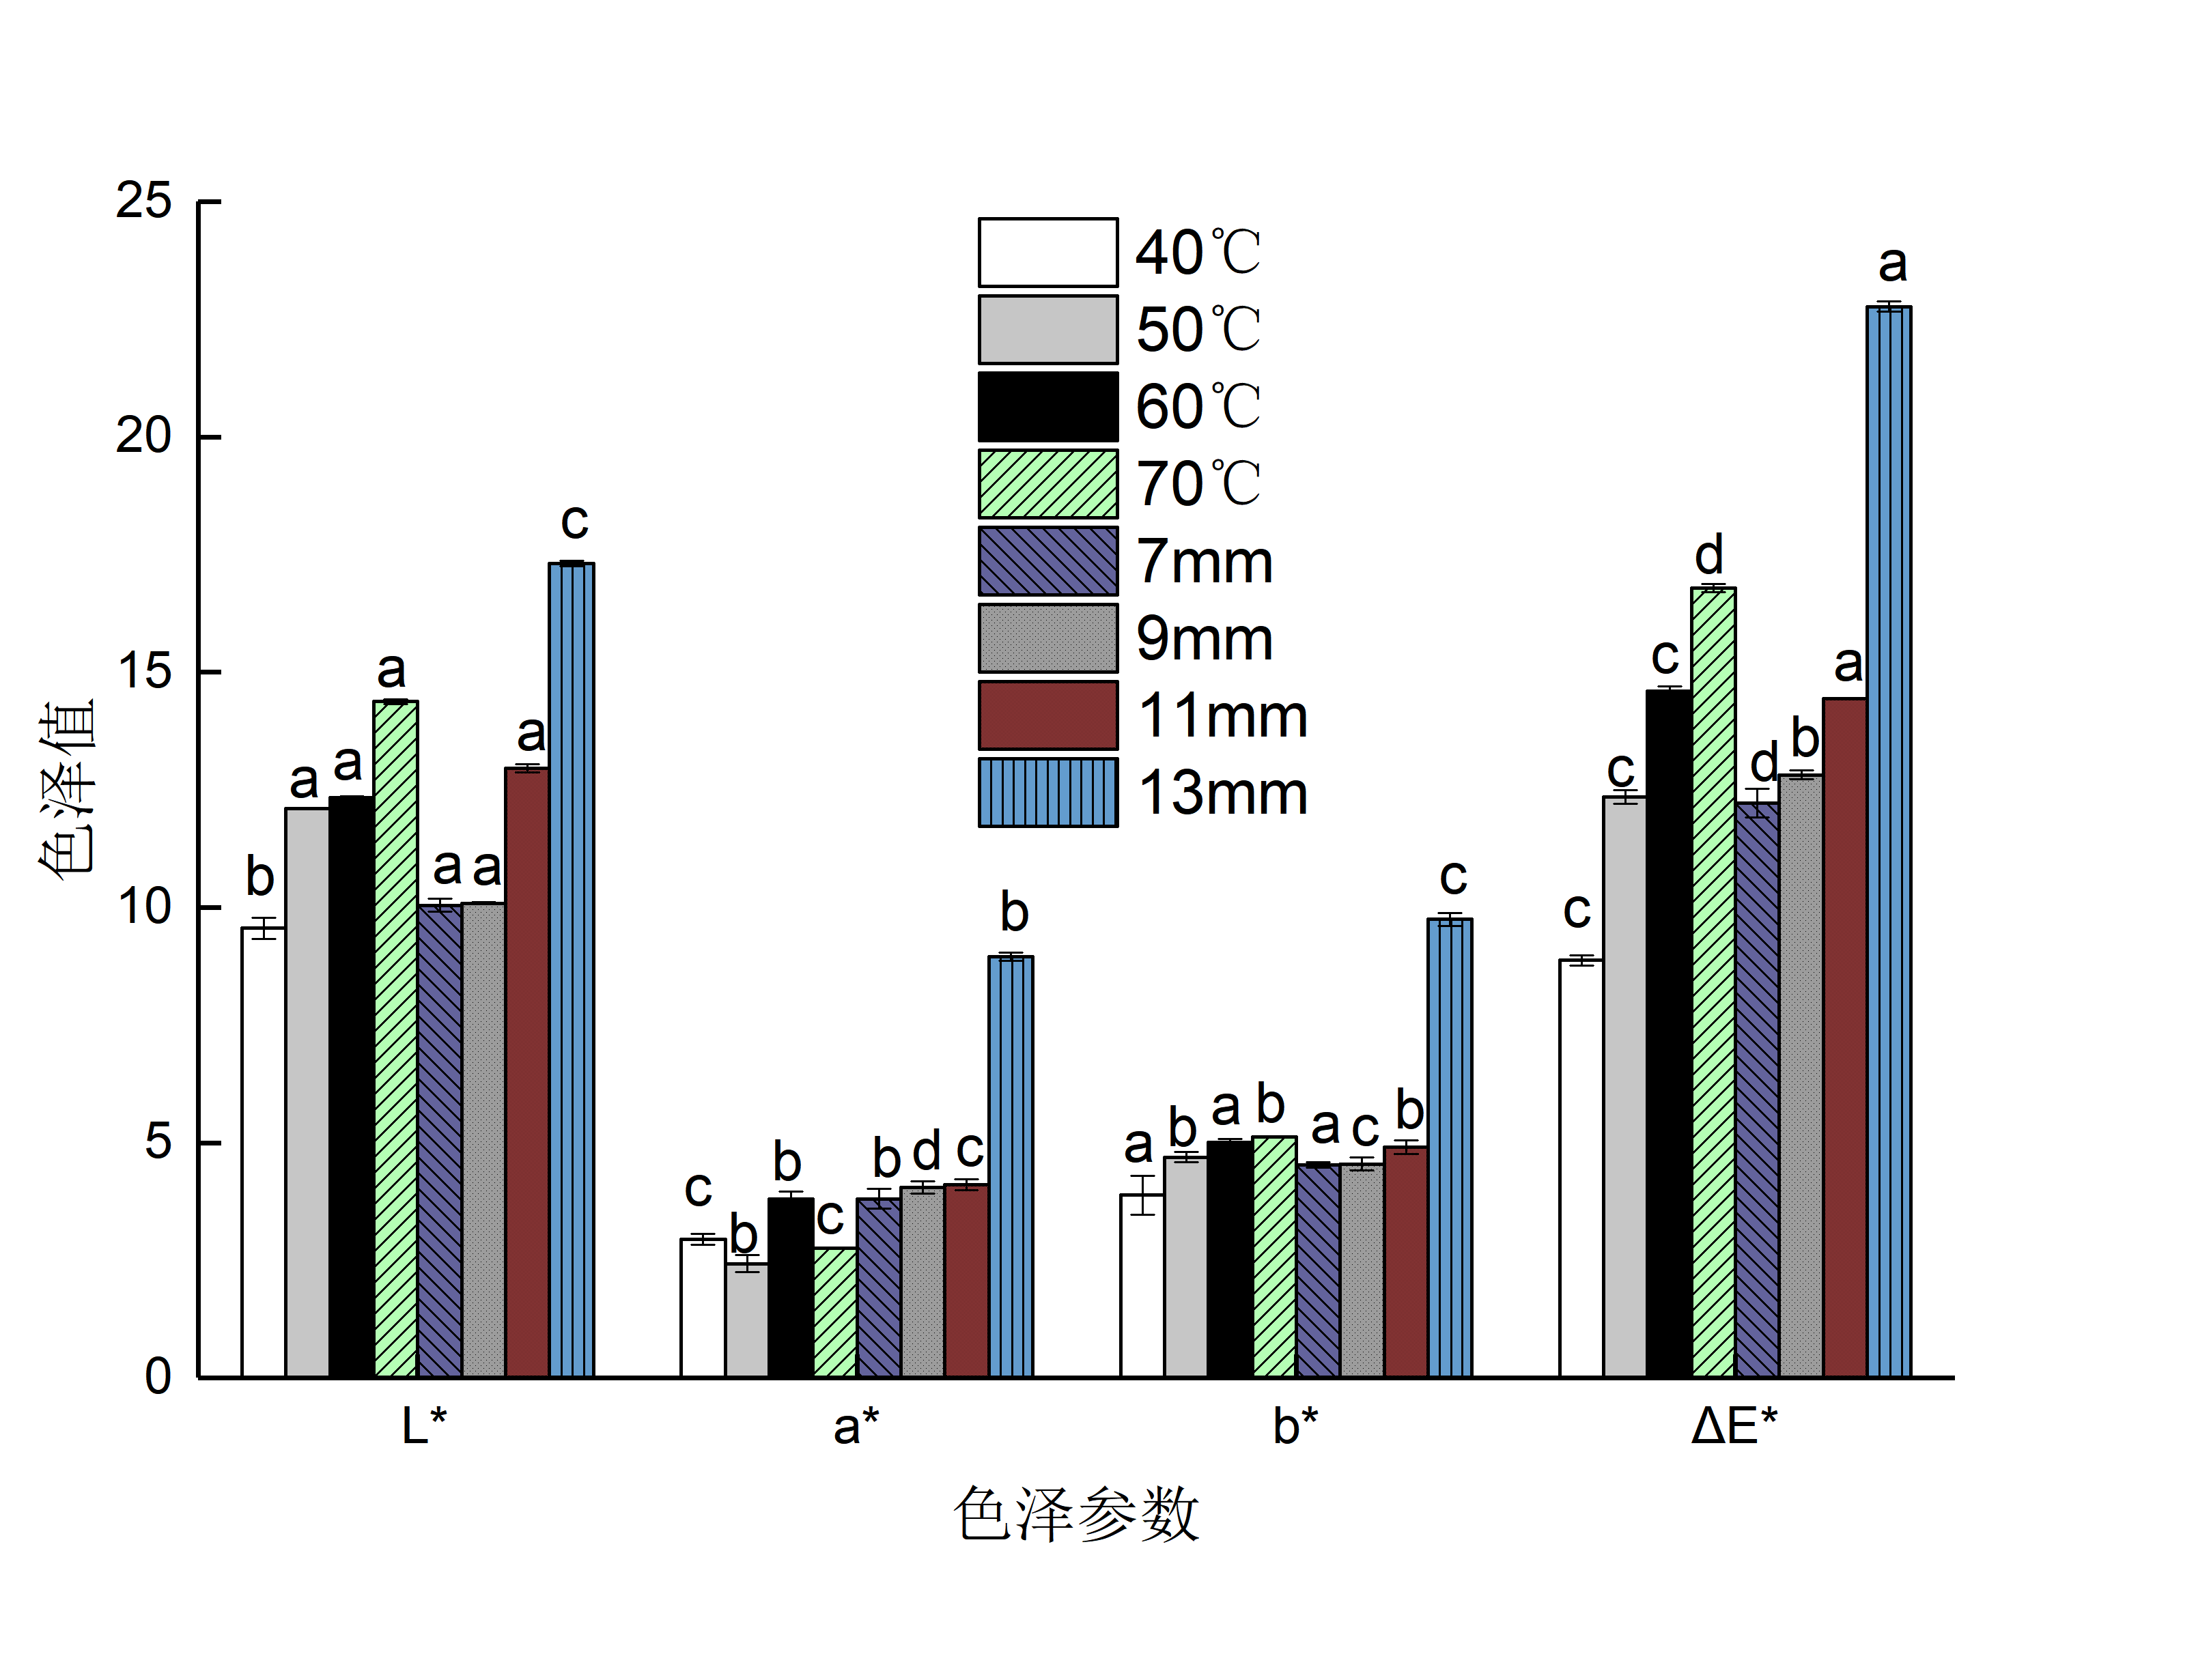 25
20
15
10
5
0
色泽值
40℃
50℃
60℃
70℃
7mm
9mm
11mm
13mm
b a a a a a a c
c b b c b d c b
a b a b a c b c
c c c d d b a a
L* a* b* ΔE*
色泽参数